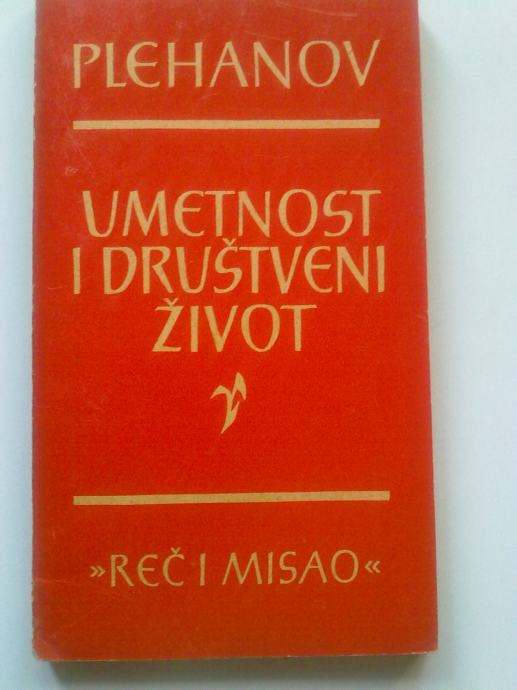 PLEHANOV
UMETNOST
I DRUŠTVENI
ŽIVOT
»REČ I MISAO«